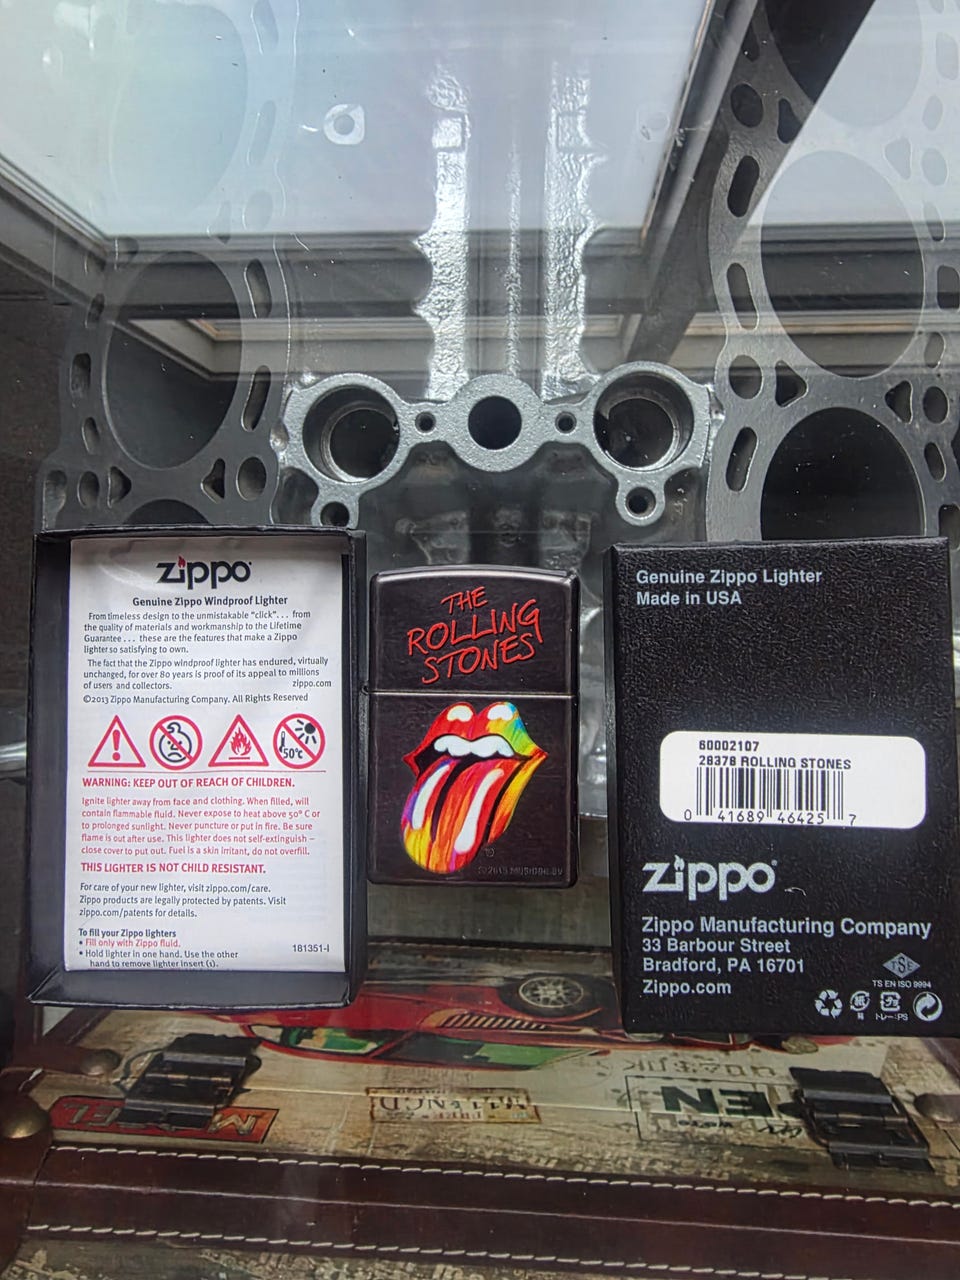 zippo
Genuine Zippo Windproof Lighter
From timeless design to the unmistakable "click". . . from
the quality of materials and workmanship to the Lifetime
Guarantee . . . these are the features that make a Zippo
lighter so satisfying to own.
The fact that the Zippo windproof lighter has endured, virtually
unchanged, for over 80 years is proof of its appeal to millions
of users and collectors.
zippo.com
©2013 Zippo Manufacturing Company. All Rights Reserved
50°C
WARNING: KEEP OUT OF REACH OF CHILDREN.
Ignite lighter away from face and clothing. When filled, will
contain flammable fluid. Never expose to heat above 50° C or
to prolonged sunlight. Never puncture or put in fire. Be sure
flame is out after use. This lighter does not self-extinguish –
close cover to put out. Fuel is a skin irritant, do not overfill.
THIS LIGHTER IS NOT CHILD RESISTANT.
For care of your new lighter, visit zippo.com/care.
Zippo products are legally protected by patents. Visit
zippo.com/patents for details.
To fill your Zippo lighters
• Fill only with Zippo fluid.
• Hold lighter in one hand. Use the other
hand to remove lighter insert (1).
181351-I
THE
ROLLING
STONES
Genuine Zippo Lighter
Made in USA
60002107
28378 ROLLING STONES
0 41689 46425 7
zippo
Zippo Manufacturing Company
33 Barbour Street
Bradford, PA 16701
Zippo.com
TSE
TS EN ISO 9994
紙
箱
プラ
トレー:PS